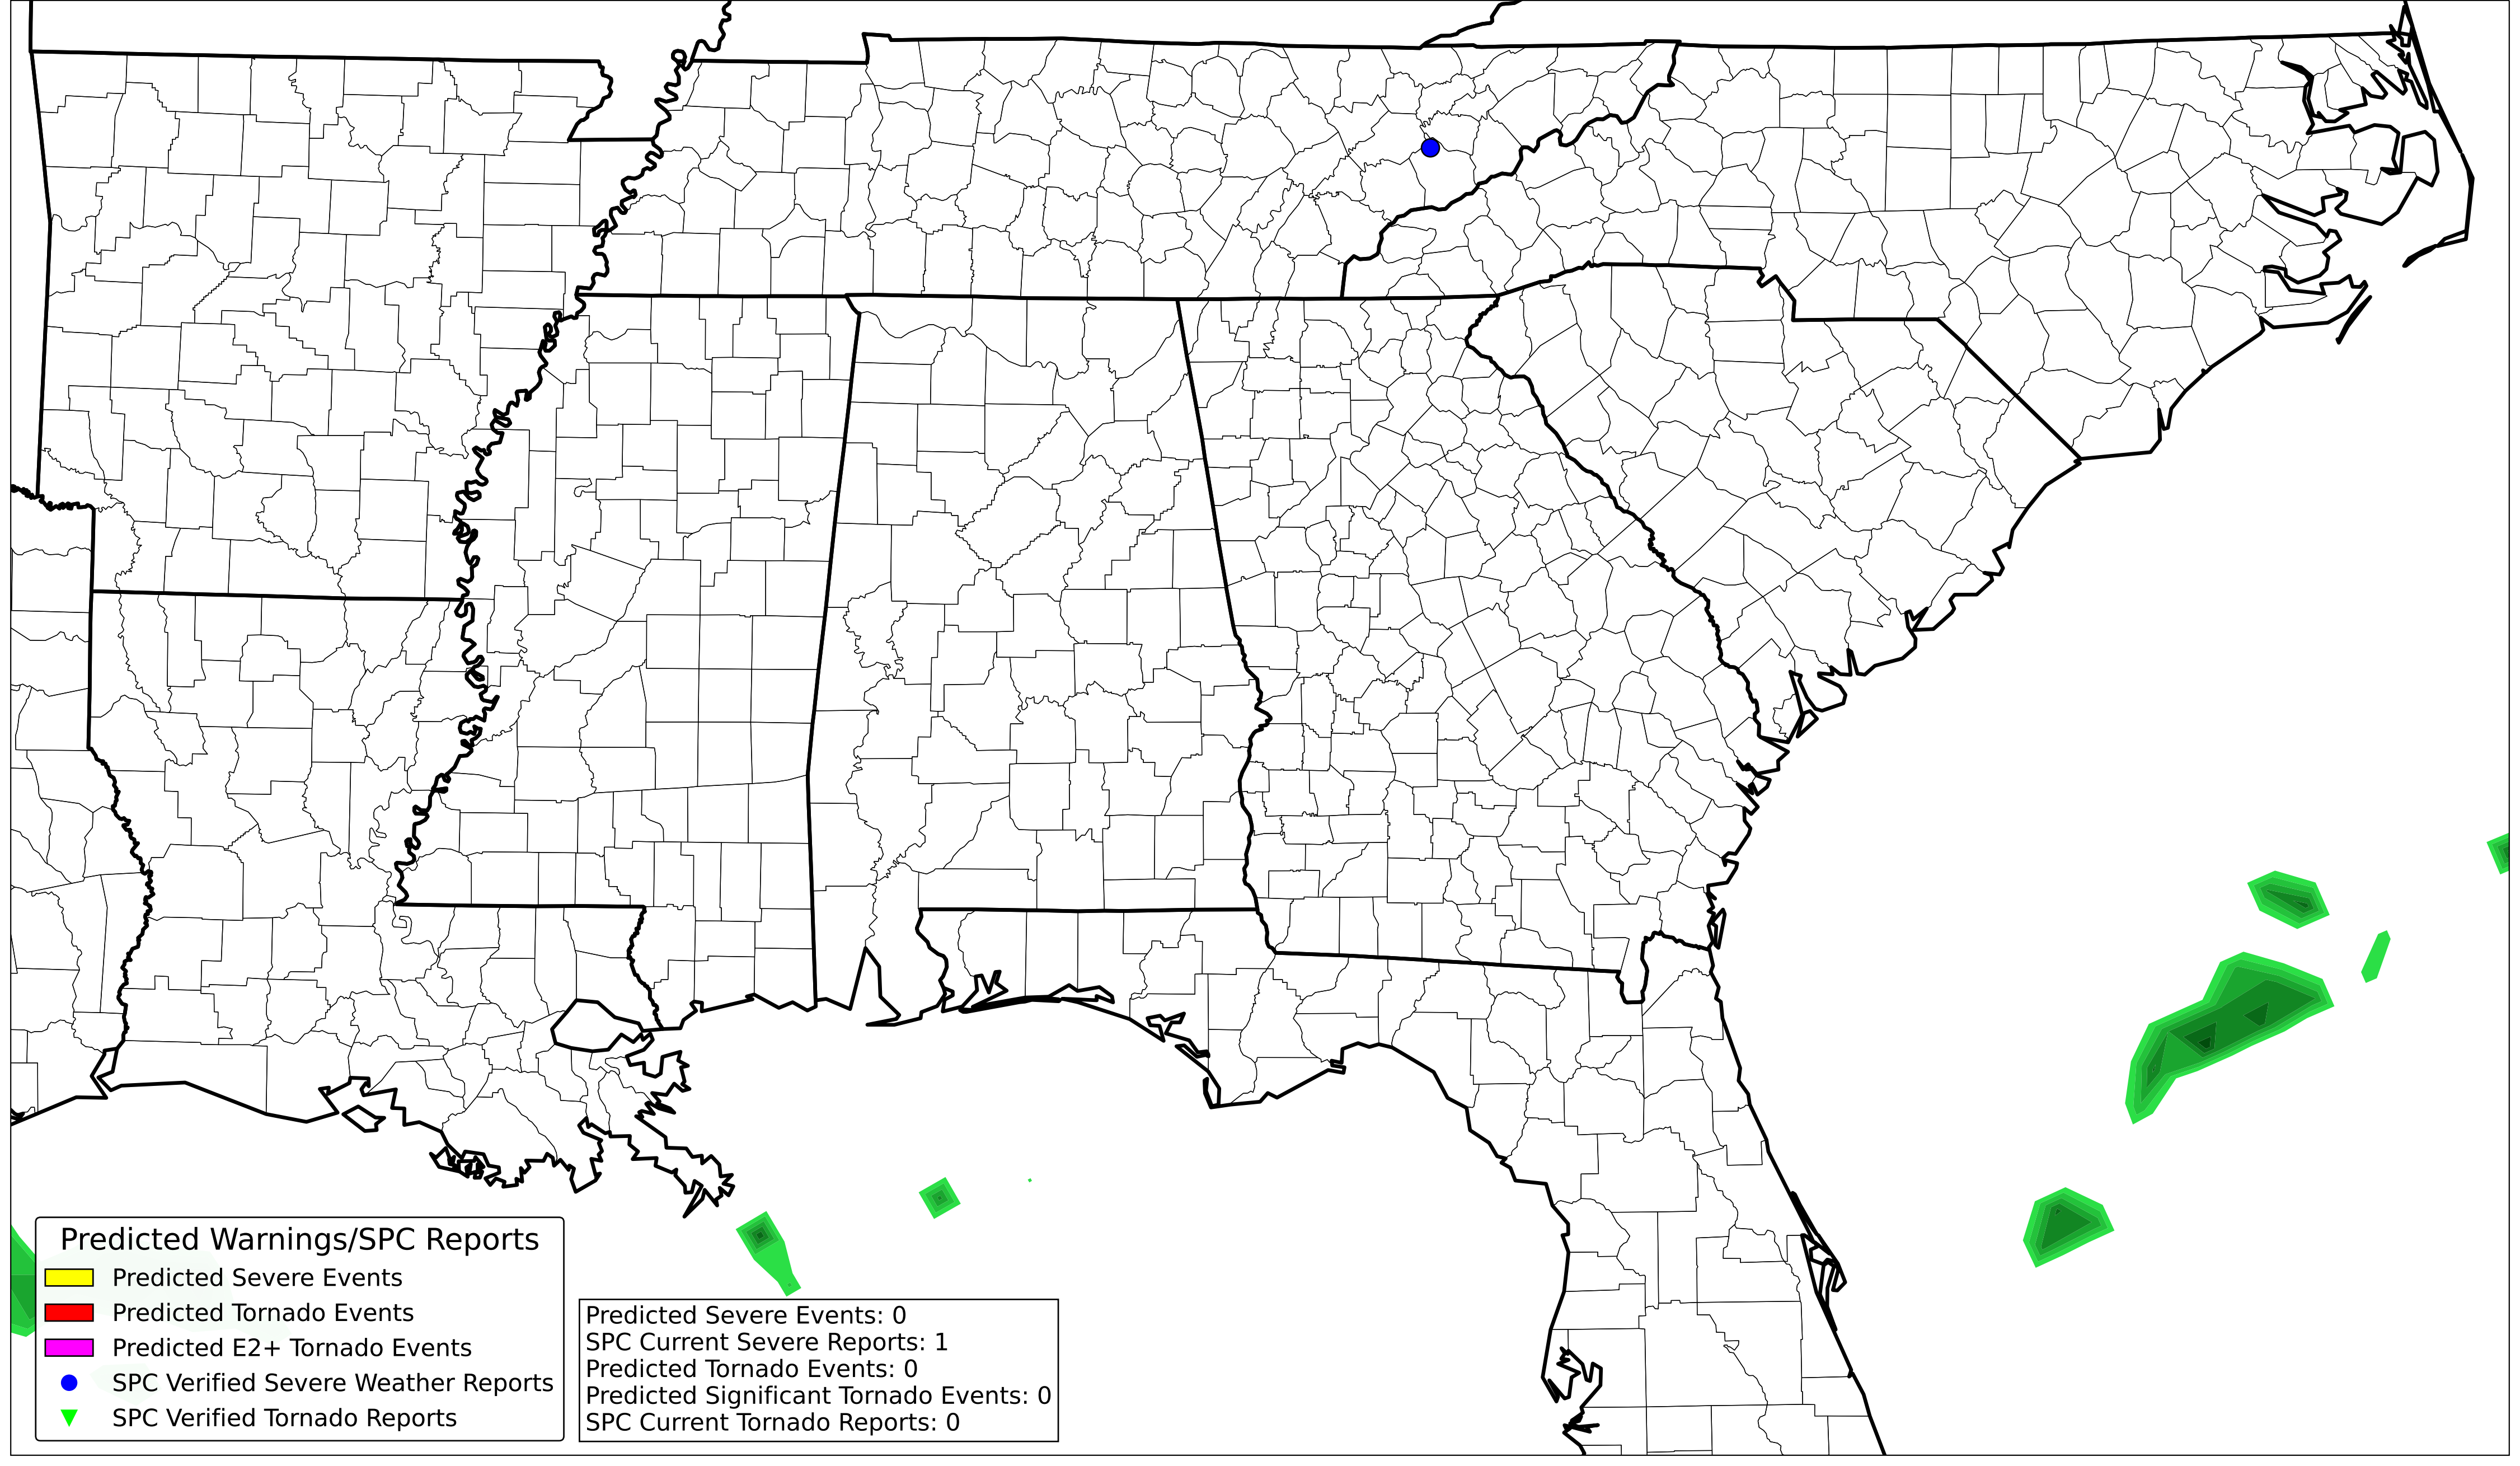 Predicted Warnings/SPC Reports
Predicted Severe Events
Predicted Tornado Events
Predicted E2+ Tornado Events
SPC Verified Severe Weather Reports
SPC Verified Tornado Reports
Predicted Severe Events: 0
SPC Current Severe Reports: 1
Predicted Tornado Events: 0
Predicted Significant Tornado Events: 0
SPC Current Tornado Reports: 0